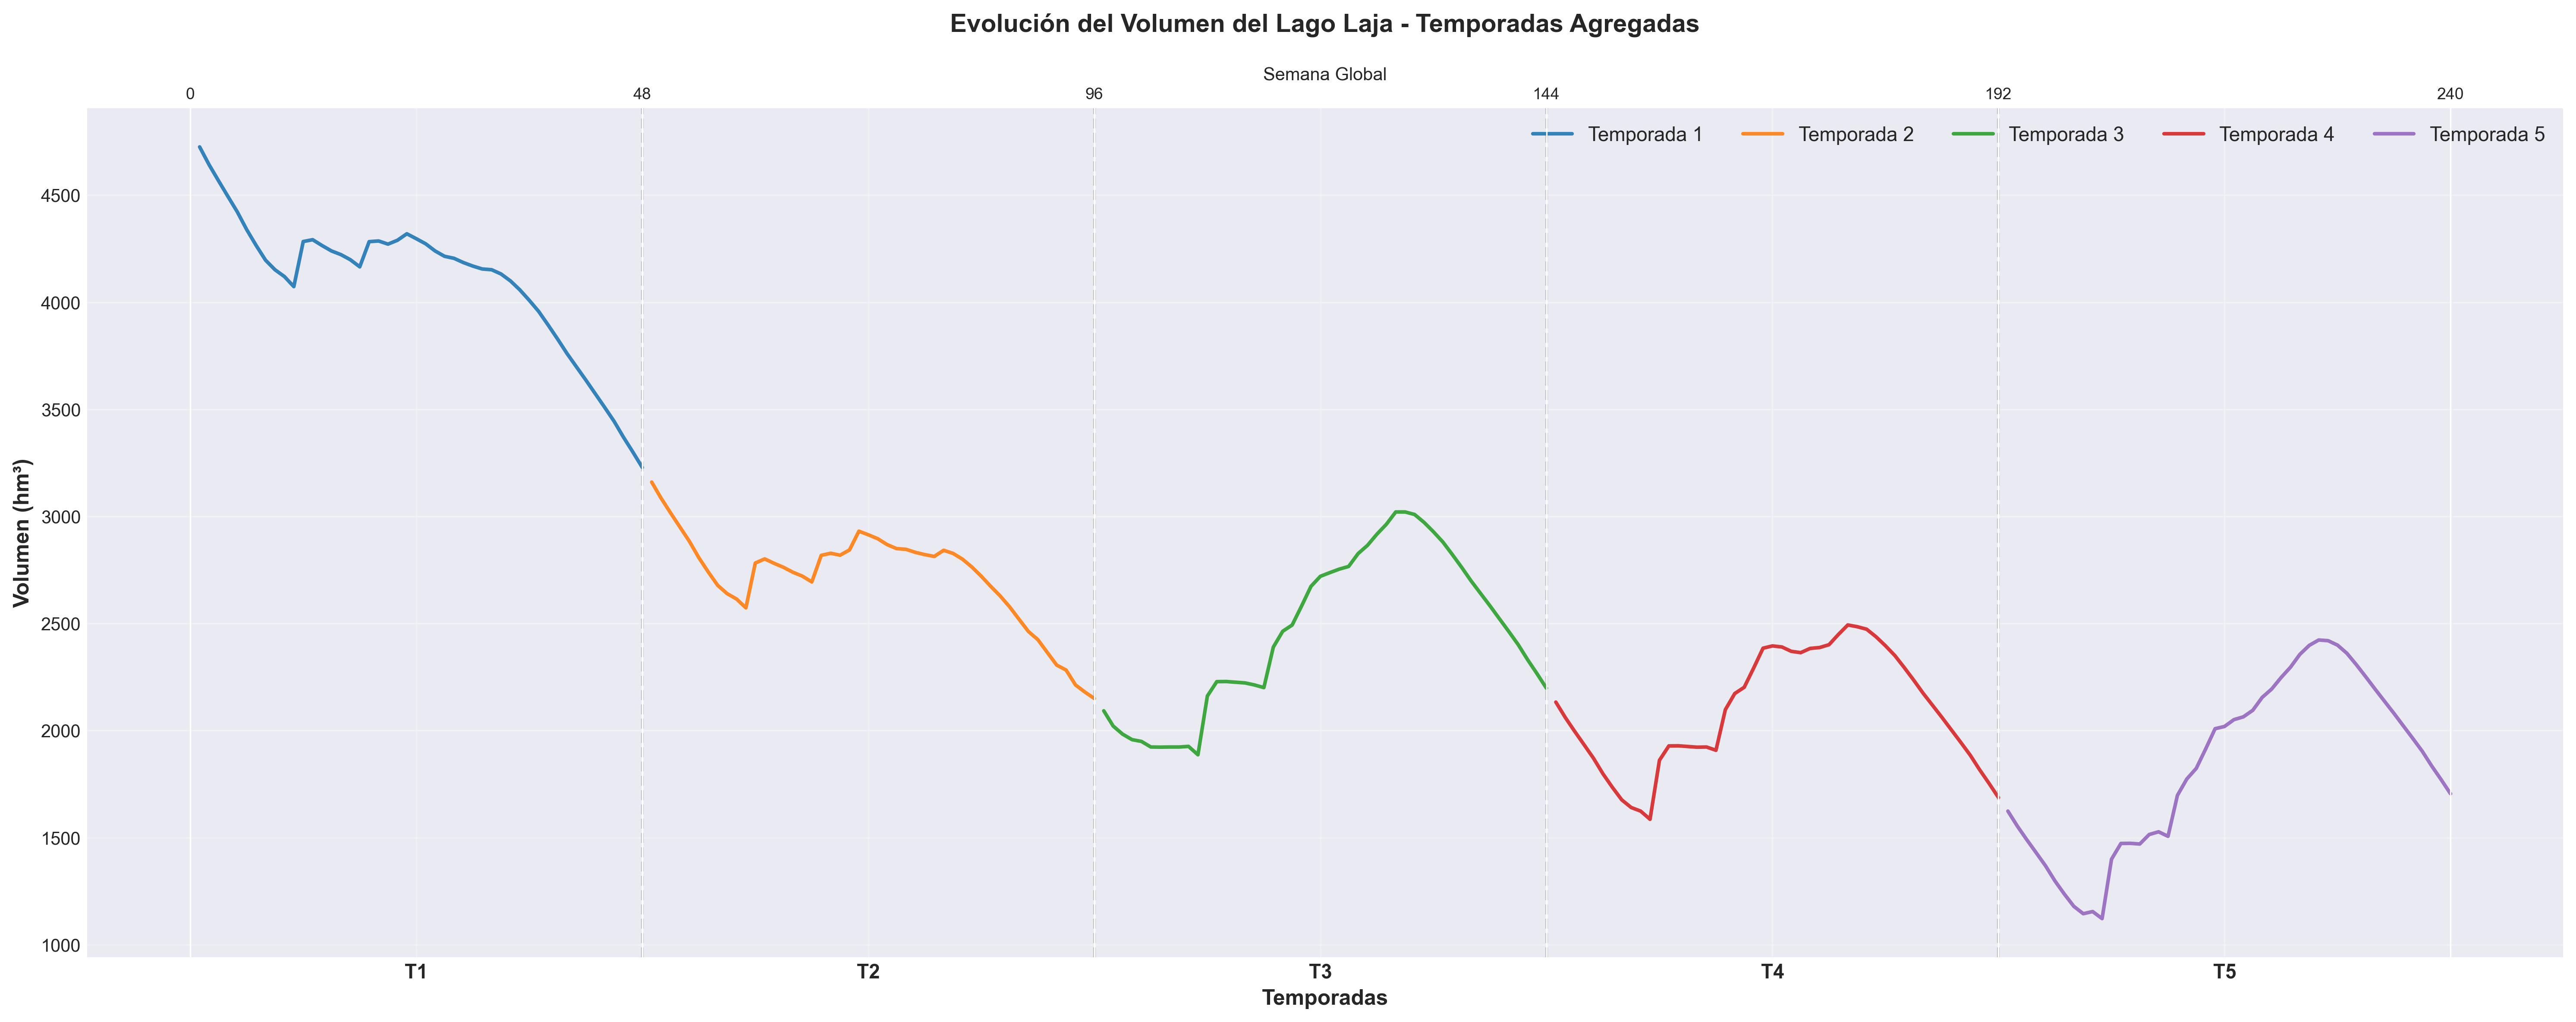 Evolución del Volumen del Lago Laja - Temporadas Agregadas
Semana Global
0 48 96 144 192 240
Temporada 1 Temporada 2 Temporada 3 Temporada 4 Temporada 5
Volumen (hm³)
4500
4000
3500
3000
2500
2000
1500
1000
T1 T2 T3 T4 T5
Temporadas